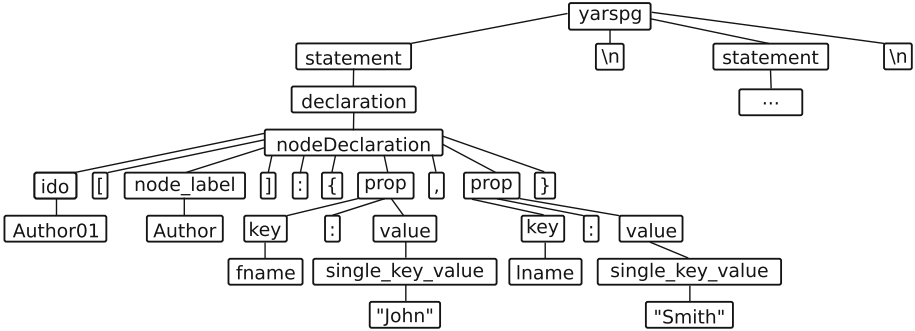 yarspg
statement \n statement \n
declaration ...
nodeDeclaration
ido [ node_label ] : { prop , prop }
Author01 Author key : value key : value
fname single_key_value lname single_key_value
"John" "Smith"